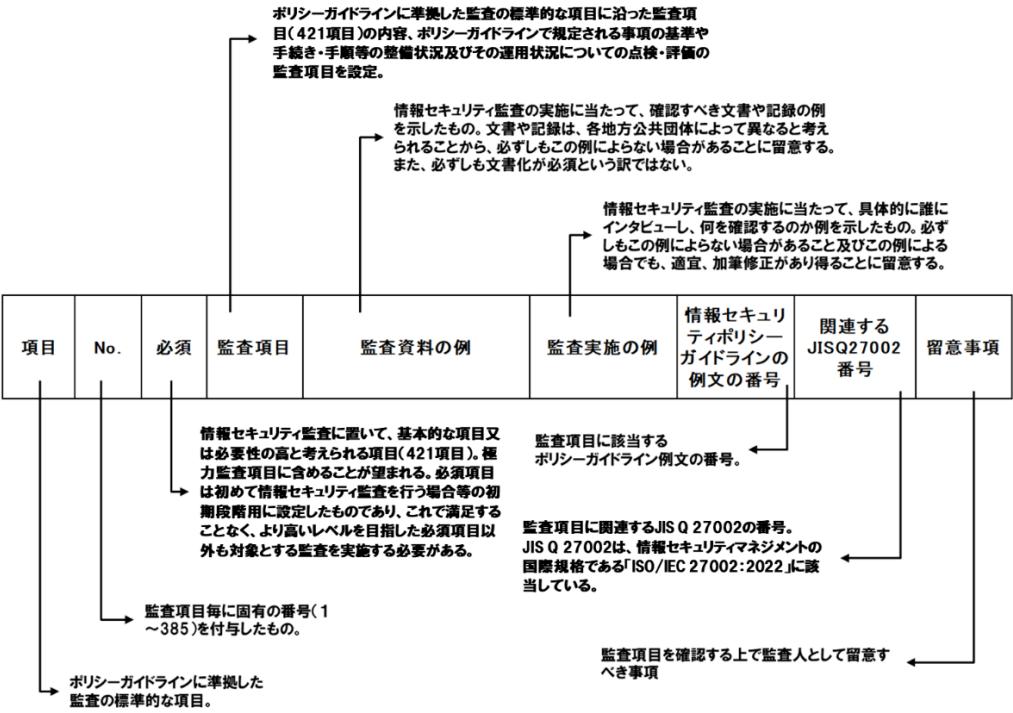 ポリシーガイドラインに準拠した監査の標準的な項目に沿った監査項
目(421項目)の内容、ポリシーガイドラインで規定される事項の基準や
手続き・手順等の整備状況及びその運用状況についての点検・評価の
監査項目を設定。
情報セキュリティ監査の実施に当たって、確認すべき文書や記録の例
を示したもの。文書や記録は、各地方公共団体によって異なると考え
られることから、必ずしもこの例によらない場合があることに留意する。
また、必ずしも文書化が必須という訳ではない。
情報セキュリティ監査の実施に当たって、具体的に誰に
インタビューし、何を確認するのか例を示したもの。必ず
しもこの例によらない場合があること及びこの例による
場合でも、適宜、加筆修正があり得ることに留意する。
項目
No.
必須
監査項目
監査資料の例
監査実施の例
情報セキュリ
ティポリシー
ガイドラインの
例文の番号
関連する
JISQ27002
番号
留意事項
情報セキュリティ監査に置いて、基本的な項目又
は必要性の高と考えられる項目(421項目)。極
力監査項目に含めることが望まれる。必須項目
は初めて情報セキュリティ監査を行う場合等の初
期段階用に設定したものであり、これで満足する
ことなく、より高いレベルを目指した必須項目以
外も対象とする監査を実施する必要がある。
監査項目に該当する
ポリシーガイドライン例文の番号。
監査項目に関連するJIS Q 27002の番号。
JIS Q 27002は、情報セキュリティマネジメントの
国際規格である「ISO/IEC 27002:2022」に該
当している。
監査項目毎に固有の番号(1
~385)を付与したもの。
監査項目を確認する上で監査人として留意す
べき事項
ポリシーガイドラインに準拠した
監査の標準的な項目。